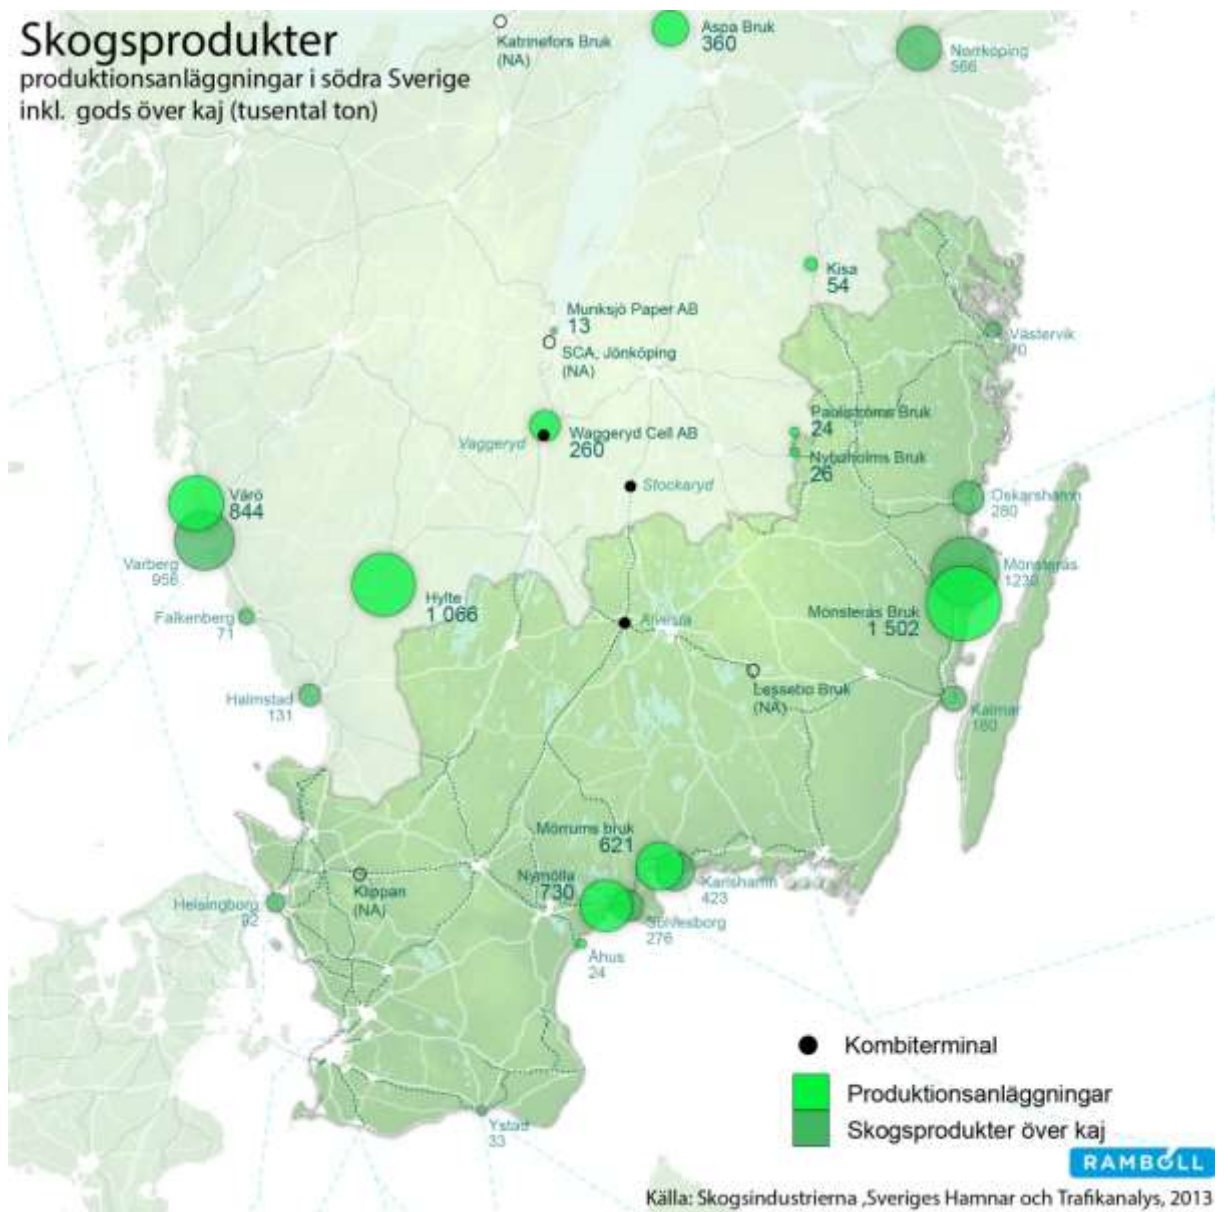 Skogsprodukter
produktionsanläggningar i södra Sverige
inkl. gods över kaj (tusental ton)
Katrinefors Bruk
(NA)
Aspa Bruk
360
Norrköping
566
Kisa
54
Munksjö Paper AB
13
SCA, Jönköping
(NA)
Västervik
70
Vaggeryd
Waggeryd Cell AB
260
Pauliströms Bruk
24
Nyboholms Bruk
26
Stockaryd
Oskarshamn
280
Värö
844
Varberg
956
Hylte
1 066
Mönsterås
Mönsterås Bruk
1 502
Falkenberg
71
Alvesta
Lessebo Bruk
(NA)
Halmstad
131
Kalmar
160
Mörrums bruk
621
Karlshamn
423
Nymölla
730
Sölvesborg
276
Klippan
(NA)
Helsingborg
92
Åhus
24
Ystad
33
Kombiterminal
Produktionsanläggningar
Skogsprodukter över kaj
RAMBOLL
Källa: Skogsindustrierna ,Sveriges Hamnar och Trafikanalys, 2013